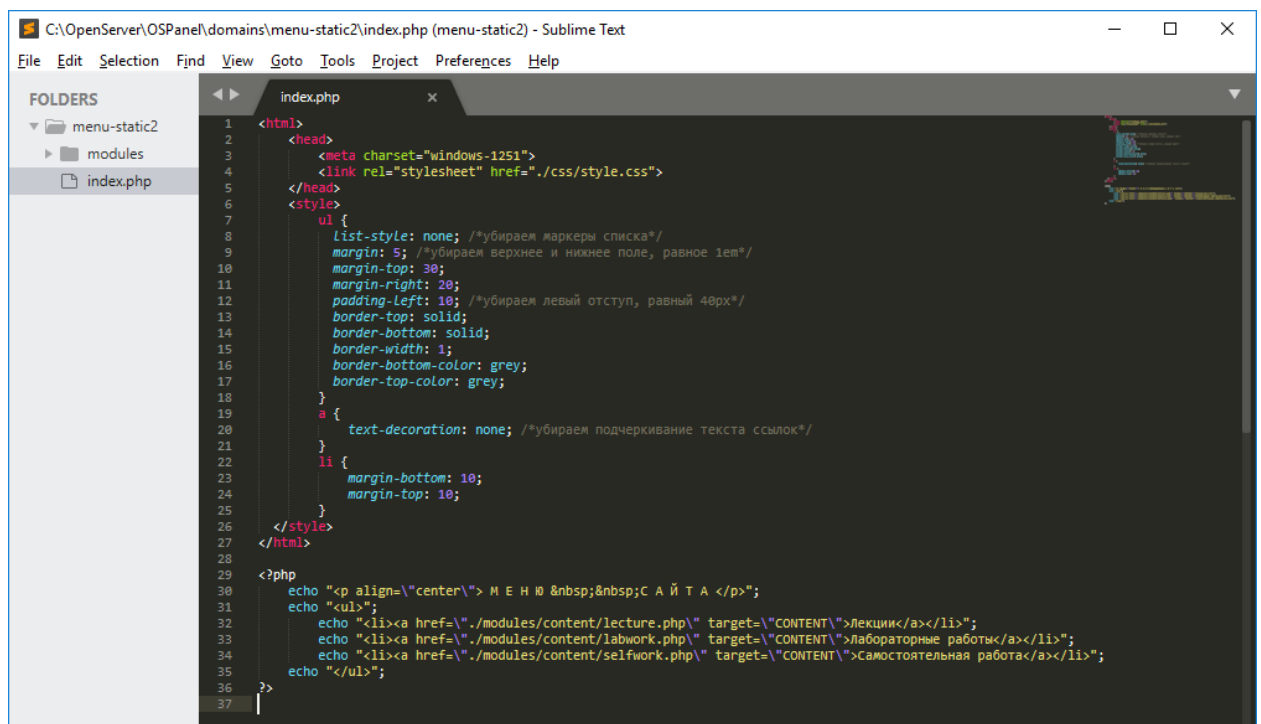 C:\OpenServer\OSPanel\domains\menu-static2\index.php (menu-static2) - Sublime Text
File Edit Selection Find View Goto Tools Project Preferences Help
FOLDERS
menu-static2
modules
index.php
index.php
1 <html>
2 <head>
3 <meta charset="windows-1251">
4 <link rel="stylesheet" href="./css/style.css">
5 </head>
6 <style>
7 ul {
8 list-style: none; /*убираем маркеры списка*/
9 margin: 5; /*убираем верхнее и нижнее поле, равное 1em*/
10 margin-top: 30;
11 margin-right: 20;
12 padding-left: 10; /*убираем левый отступ, равный 40px*/
13 border-top: solid;
14 border-bottom: solid;
15 border-width: 1;
16 border-bottom-color: grey;
17 border-top-color: grey;
18 }
19 a {
20 text-decoration: none; /*убираем подчеркивание текста ссылок*/
21 }
22 li {
23 margin-bottom: 10;
24 margin-top: 10;
25 }
26 </style>
27 </html>
28
29 <?php
30 echo "<p align=\"center\"> М Е Н Ю &nbsp;&nbsp;С А Й Т А </p>";
31 echo "<ul>";
32 echo "<li><a href=\"./modules/content/lecture.php\" target=\"CONTENT\">Лекции</a></li>";
33 echo "<li><a href=\"./modules/content/labwork.php\" target=\"CONTENT\">Лабораторные работы</a></li>";
34 echo "<li><a href=\"./modules/content/selfwork.php\" target=\"CONTENT\">Самостоятельная работа</a></li>";
35 echo "</ul>";
36 ?>
37